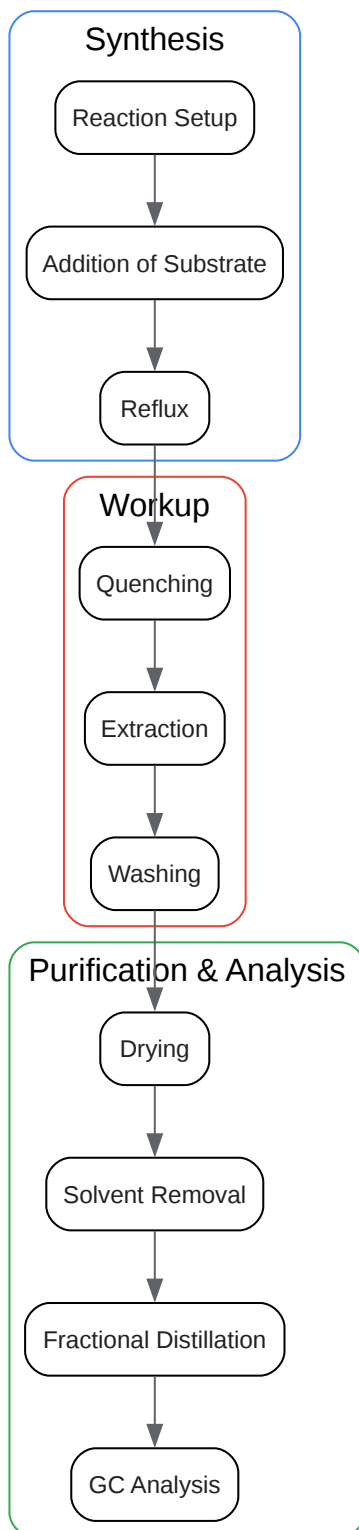 Synthesis
Reaction Setup
Addition of Substrate
Reflux
Workup
Quenching
Extraction
Washing
Purification & Analysis
Drying
Solvent Removal
Fractional Distillation
GC Analysis